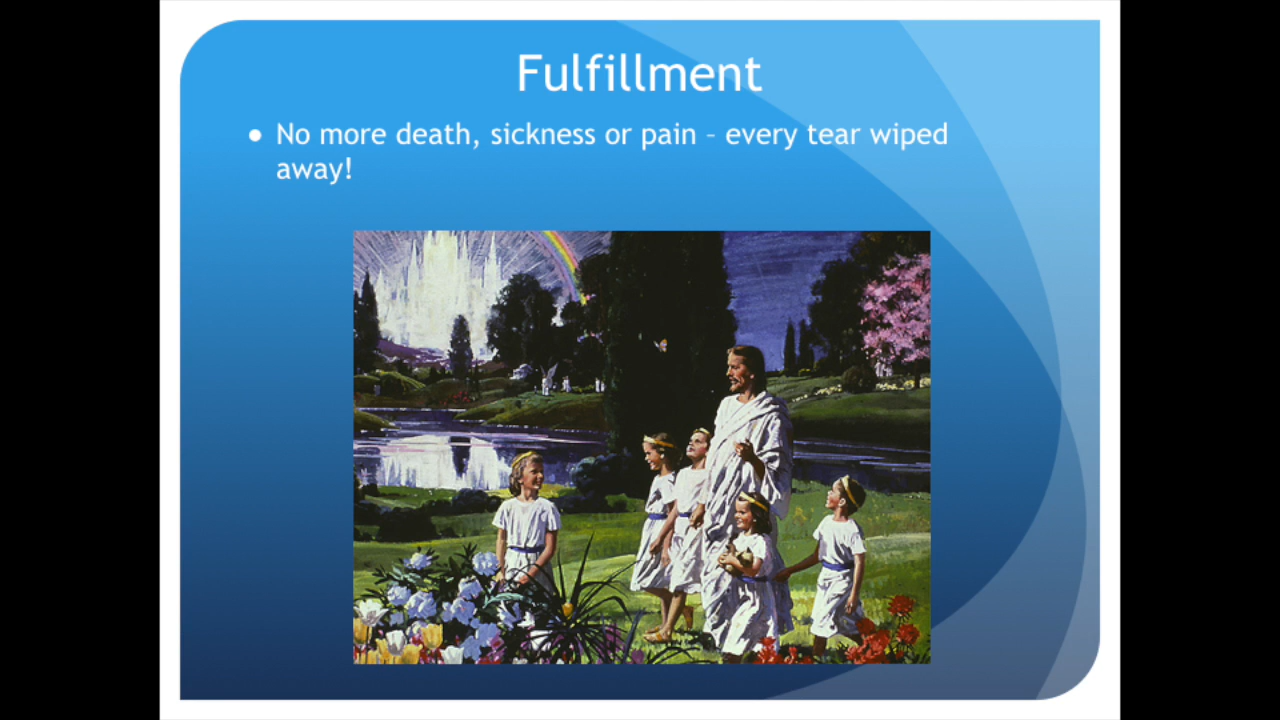 Fulfillment
● No more death, sickness or pain – every tear wiped
away!